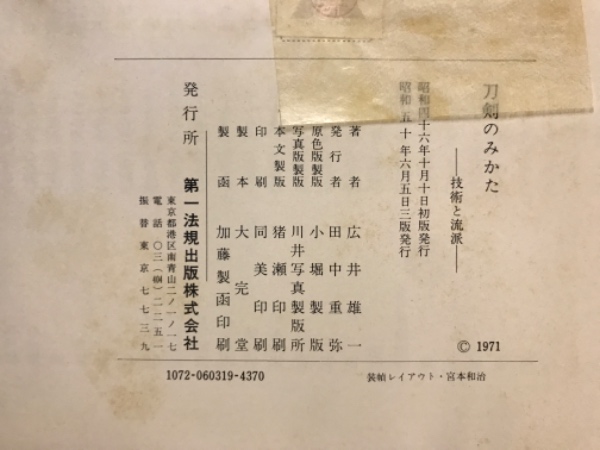 刀剣のみかた
――技術と流派――
昭和四十六年十月十日初版発行
昭和五十年六月五日三版発行
著者 広井雄一
発行者 田中重弥
原色版製版 小堀製版
写真版製版 川井写真製版所
本文製版 猪瀬印刷
印刷 同美印刷
製本 大完堂
製函 加藤製函印刷
発行所 第一法規出版株式会社
東京都港区南青山二ノ一ノ一七
電話〇三(404)二二五一
振替東京七七三九
© 1971
1072-060319-4370
装幀レイアウト・宮本和治